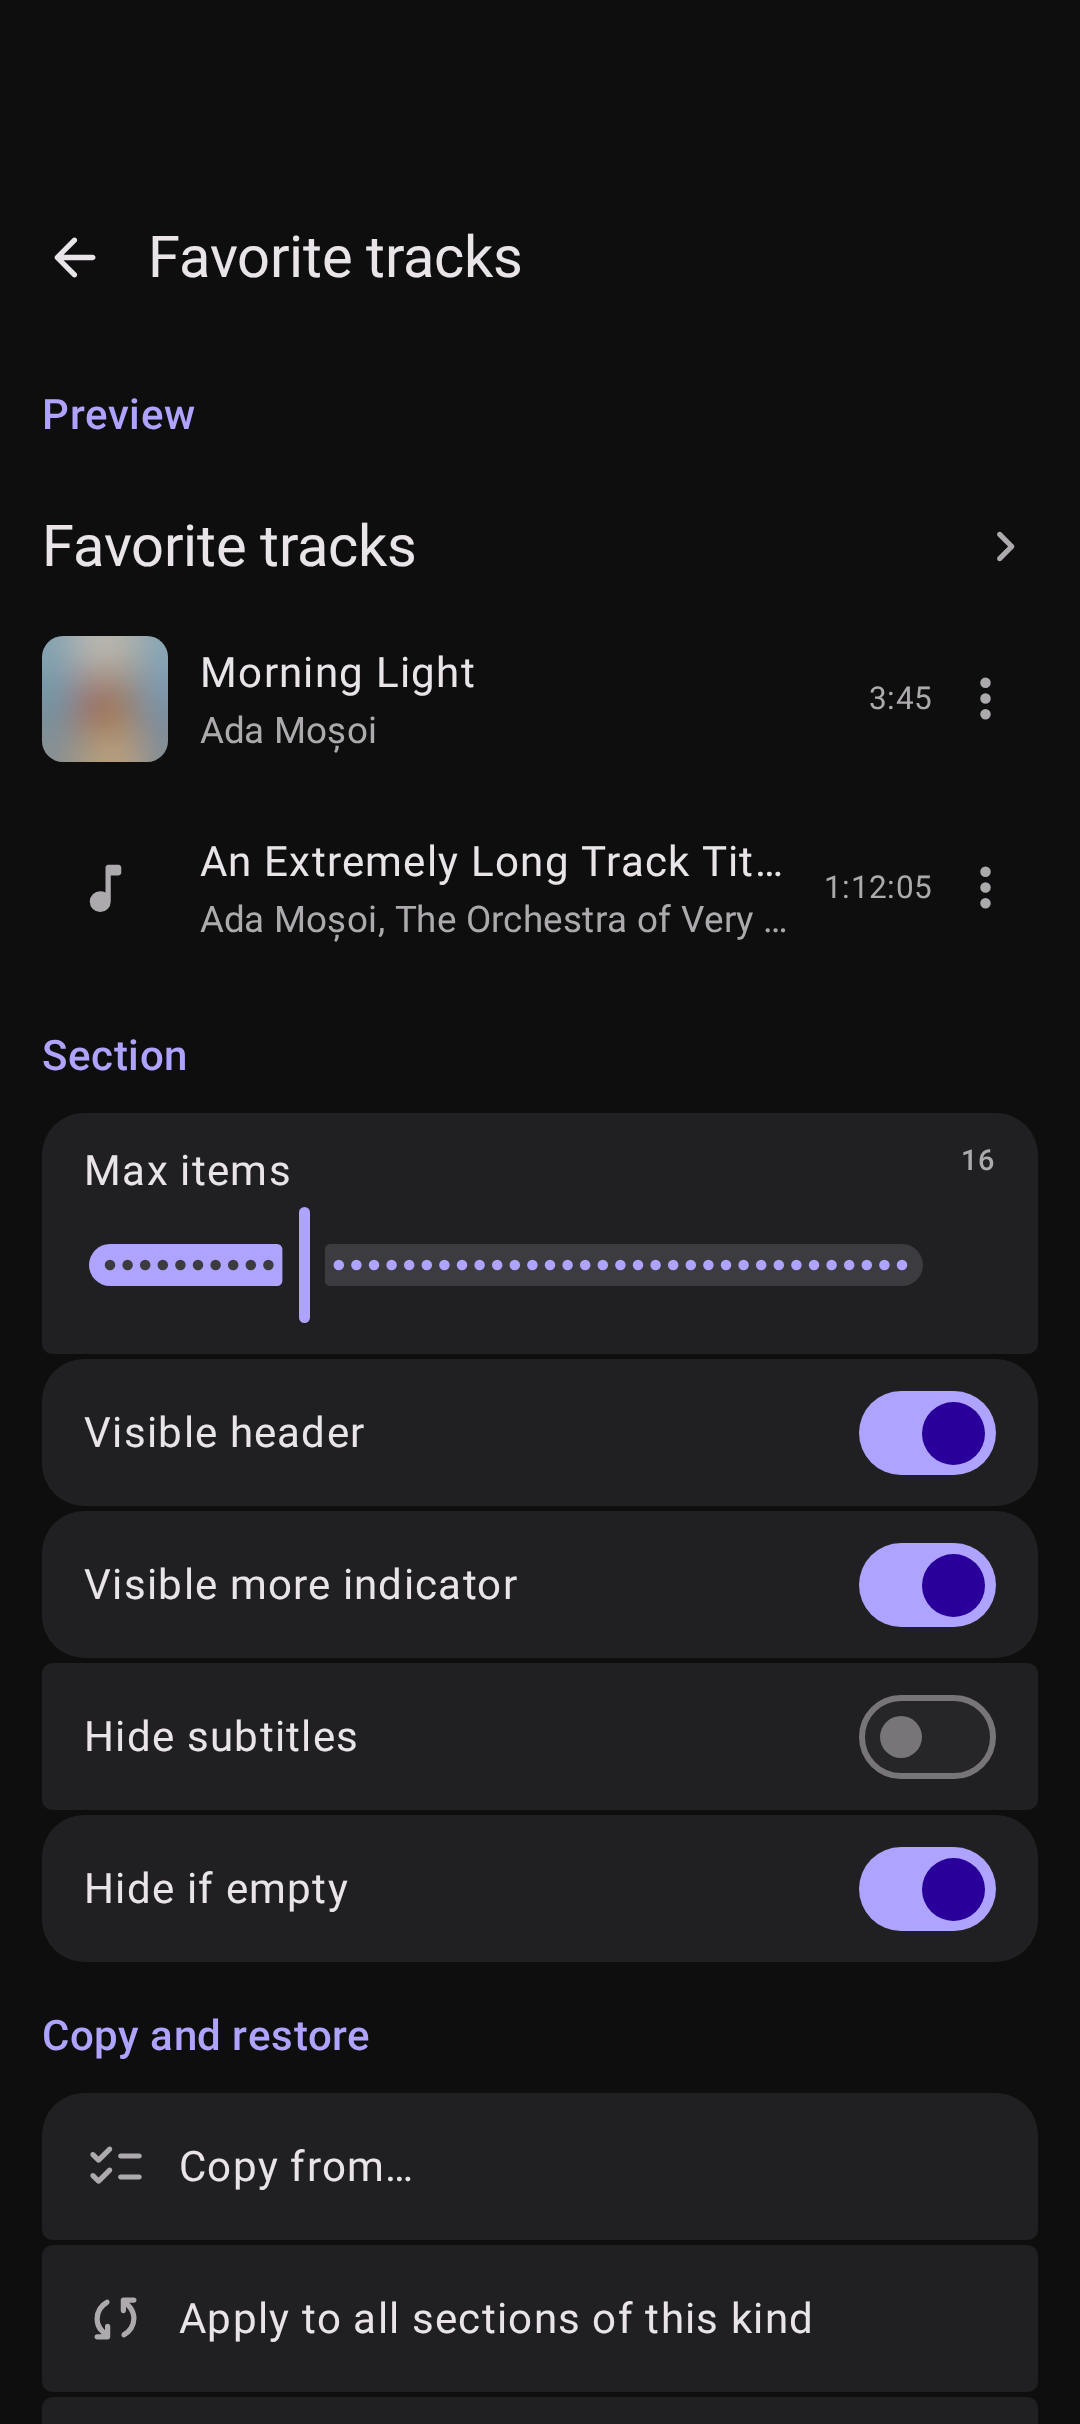 Favorite tracks
Preview
Favorite tracks
Morning Light
3:45
Ada Moșoi
An Extremely Long Track Tit…
1:12:05
Ada Moșoi, The Orchestra of Very …
Section
Max items
16
Visible header
Visible more indicator
Hide subtitles
Hide if empty
Copy and restore
Copy from…
Apply to all sections of this kind